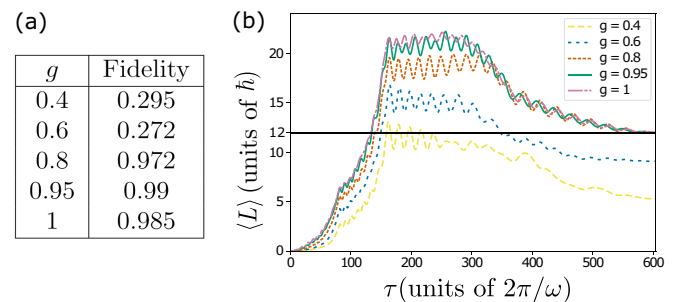 (a)
g Fidelity
0.4 0.295
0.6 0.272
0.8 0.972
0.95 0.99
1 0.985
(b)
g = 0.4
g = 0.6
g = 0.8
g = 0.95
g = 1
20
15
12
10
5
0
⟨L⟩ (units of ħ)
0 100 200 300 400 500 600
τ(units of 2π/ω)